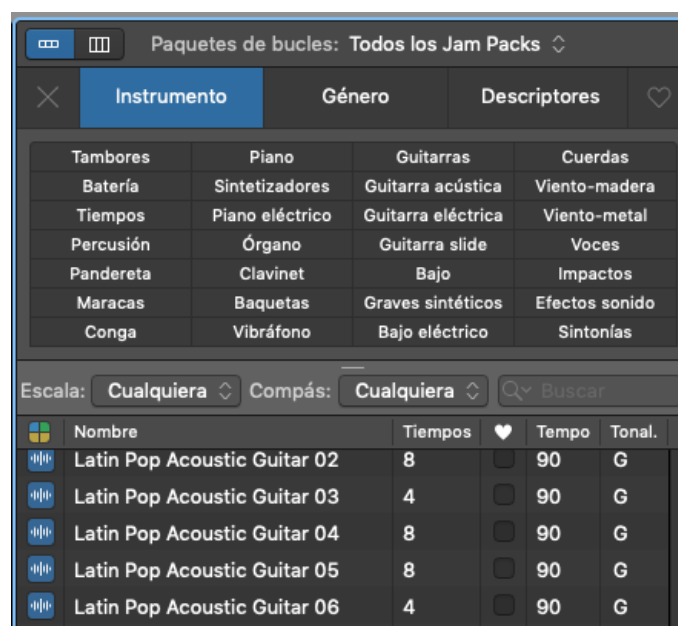 Paquetes de bucles: Todos los Jam Packs
Instrumento Género Descriptores
Tambores Piano Guitarras Cuerdas
Batería Sintetizadores Guitarra acústica Viento-madera
Tiempos Piano eléctrico Guitarra eléctrica Viento-metal
Percusión Órgano Guitarra slide Voces
Pandereta Clavinet Bajo Impactos
Maracas Baquetas Graves sintéticos Efectos sonido
Conga Vibráfono Bajo eléctrico Sintonías
Escala: Cualquiera Compás: Cualquiera Buscar
Nombre Tiempos Tempo Tonal.
Latin Pop Acoustic Guitar 02 8 90 G
Latin Pop Acoustic Guitar 03 4 90 G
Latin Pop Acoustic Guitar 04 8 90 G
Latin Pop Acoustic Guitar 05 8 90 G
Latin Pop Acoustic Guitar 06 4 90 G